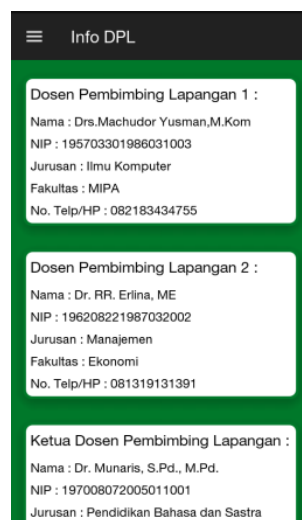 Info DPL
Dosen Pembimbing Lapangan 1 :
Nama : Drs.Machudor Yusman,M.Kom
NIP : 195703301986031003
Jurusan : Ilmu Komputer
Fakultas : MIPA
No. Telp/HP : 082183434755
Dosen Pembimbing Lapangan 2 :
Nama : Dr. RR. Erlina, ME
NIP : 196208221987032002
Jurusan : Manajemen
Fakultas : Ekonomi
No. Telp/HP : 081319131391
Ketua Dosen Pembimbing Lapangan :
Nama : Dr. Munaris, S.Pd., M.Pd.
NIP : 197008072005011001
Jurusan : Pendidikan Bahasa dan Sastra